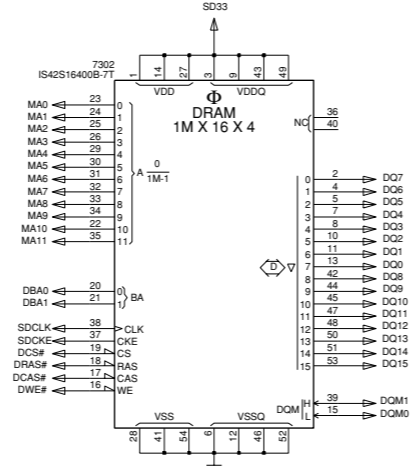 SD33
7302
IS42S16400B-7T
1 14 27 3 9 43 49
VDD VDDQ
Φ
DRAM
1M X 16 X 4
NC 36
40
MA0 23 0
MA1 24 1
MA2 25 2
MA3 26 3
MA4 29 4
MA5 30 5
MA6 31 6
MA7 32 7
MA8 33 8
MA9 34 9
MA10 22 10
MA11 35 11
A 0
1M-1
0 2 DQ7
1 4 DQ6
2 5 DQ5
3 7 DQ4
4 8 DQ3
5 10 DQ2
6 11 DQ1
7 13 DQ0
8 42 DQ8
9 44 DQ9
10 45 DQ10
11 47 DQ11
12 48 DQ12
13 50 DQ13
14 51 DQ14
15 53 DQ15
D
DBA0 20 0
DBA1 21 1
BA
SDCLK 38 CLK
SDCKE 37 CKE
DCS# 19 CS
DRAS# 18 RAS
DCAS# 17 CAS
DWE# 16 WE
DQM H 39 DQM1
L 15 DQM0
VSS VSSQ
28 41 54 6 12 46 52